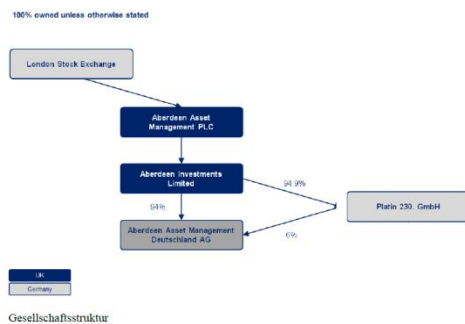 100% owned unless otherwise stated
London Stock Exchange
Aberdeen Asset
Management PLC
Aberdeen Investments
Limited
94.9%
94%
Platin 230. GmbH
Aberdeen Asset Management
Deutschland AG
6%
UK
Germany
Gesellschaftsstruktur